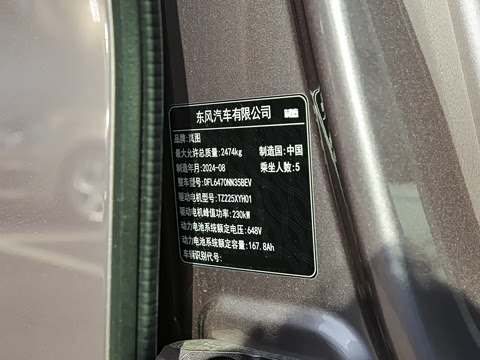 东风汽车有限公司
品牌:岚图
最大允许总质量:2474kg 制造国:中国
制造年月:2024-08 乘坐人数:5
整车型号:DFL6470NN35BEV
驱动电机型号:TZ225XYH01
驱动电机峰值功率:230kW
动力电池系统额定电压:648V
动力电池系统额定容量:167.8Ah
车辆识别代号: